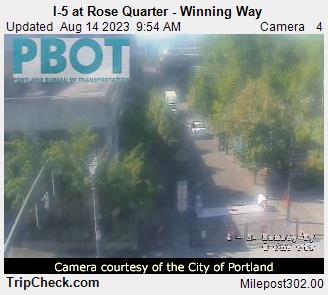 I-5 at Rose Quarter - Winning Way
Updated Aug 14 2023 9:54 AM Camera 4
PBOT
PORTLAND BUREAU OF TRANSPORTATION
Camera courtesy of the City of Portland
TripCheck.com Milepost302.00